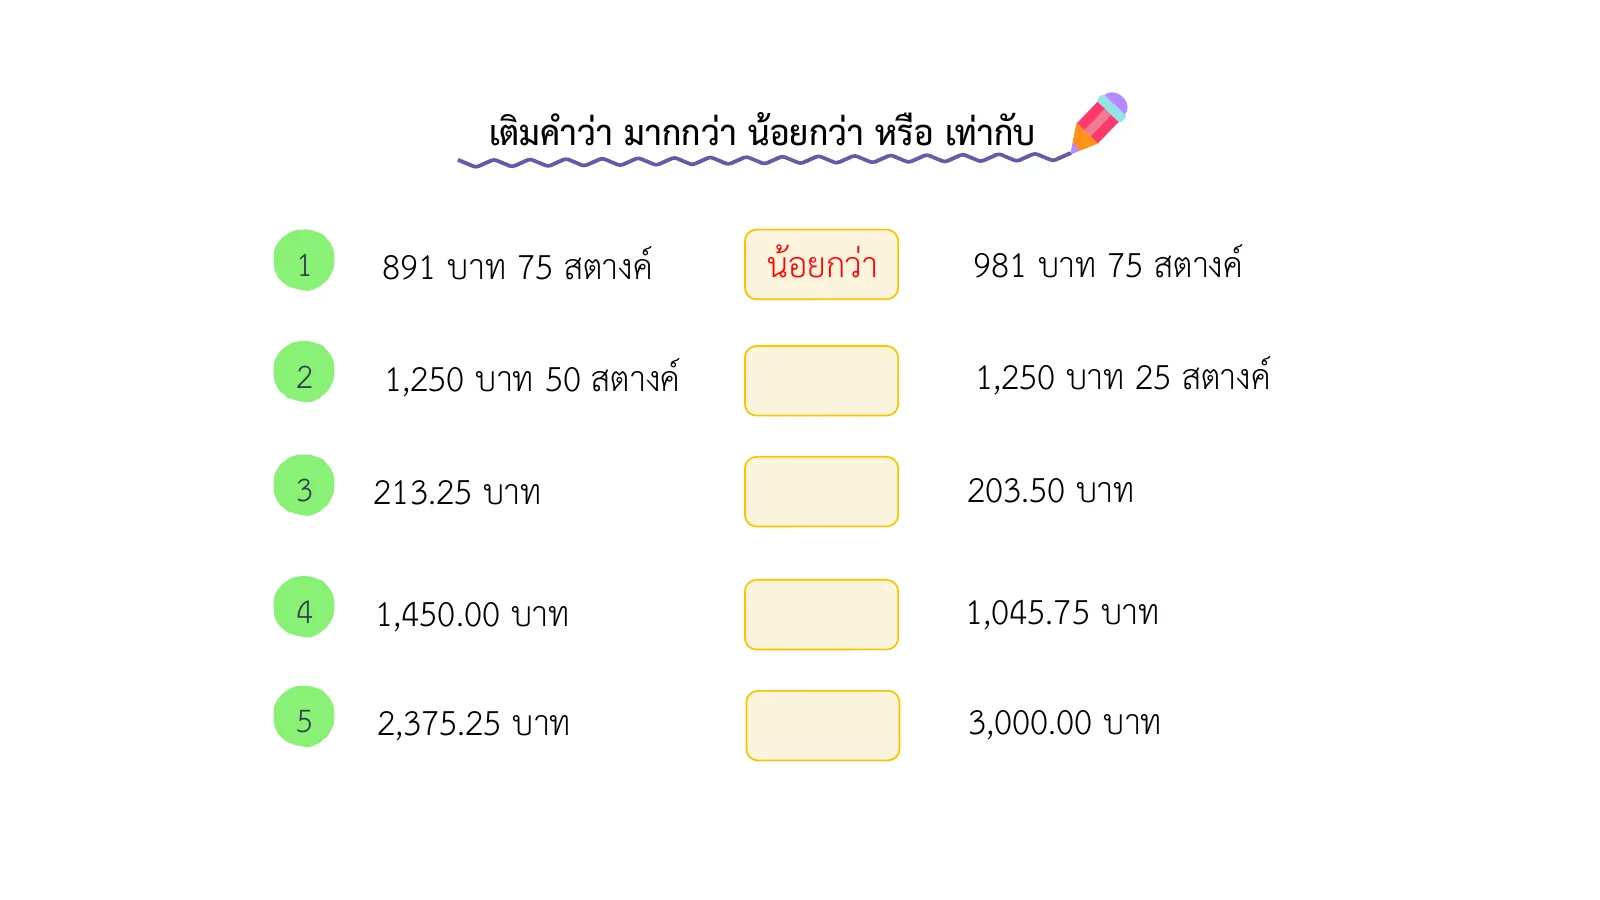 เติมคำว่า มากกว่า น้อยกว่า หรือ เท่ากับ
1 891 บาท 75 สตางค์ น้อยกว่า 981 บาท 75 สตางค์
2 1,250 บาท 50 สตางค์ 1,250 บาท 25 สตางค์
3 213.25 บาท 203.50 บาท
4 1,450.00 บาท 1,045.75 บาท
5 2,375.25 บาท 3,000.00 บาท